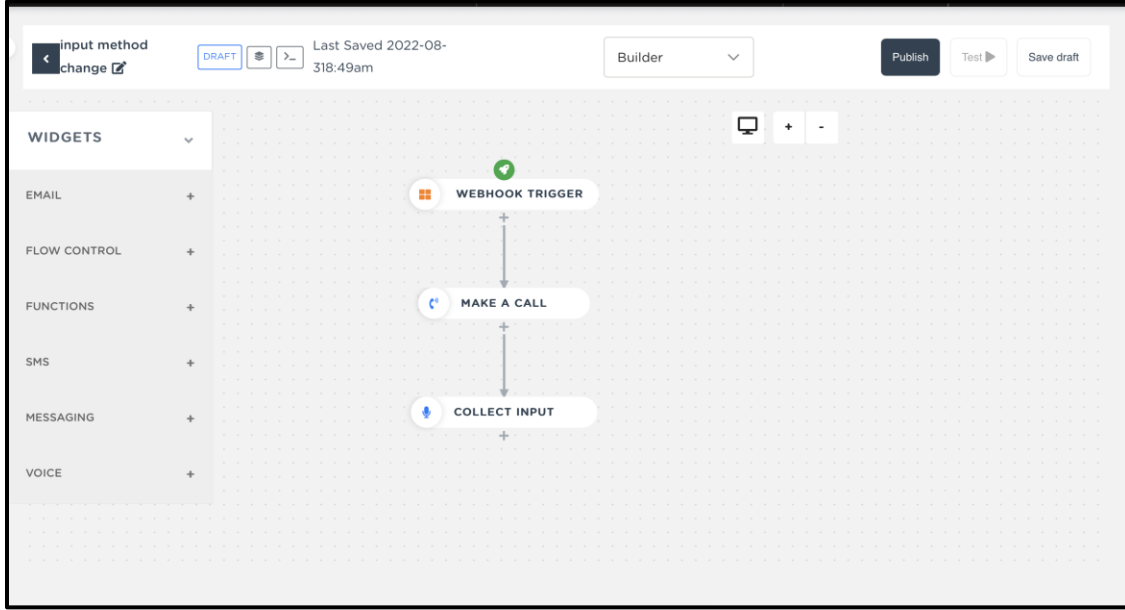 input method
change
DRAFT
Last Saved 2022-08-
318:49am
Builder
Publish
Test
Save draft
WIDGETS
+ -
WEBHOOK TRIGGER
EMAIL +
+
FLOW CONTROL +
MAKE A CALL
FUNCTIONS +
+
SMS +
COLLECT INPUT
MESSAGING +
+
VOICE +